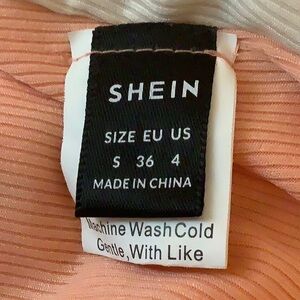 SHEIN
SIZE EU US
S 36 4
MADE IN CHINA
Machine Wash Cold
Gentle, With Like